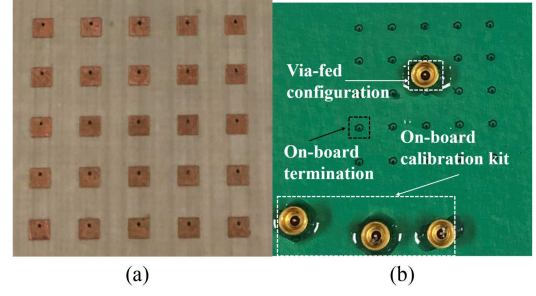 Via-fed
configuration
On-board
calibration kit
On-board
termination
(a)
(b)